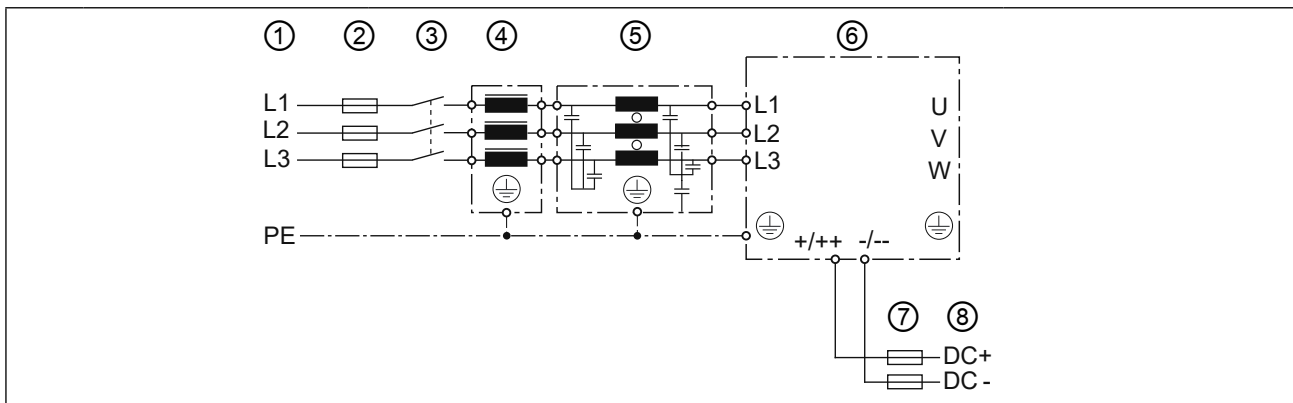 ① ② ③ ④ ⑤ ⑥
L1 L1 U
L2 L2 V
L3 L3 W
PE
+/++ -/--
⑦ ⑧
DC+
DC -